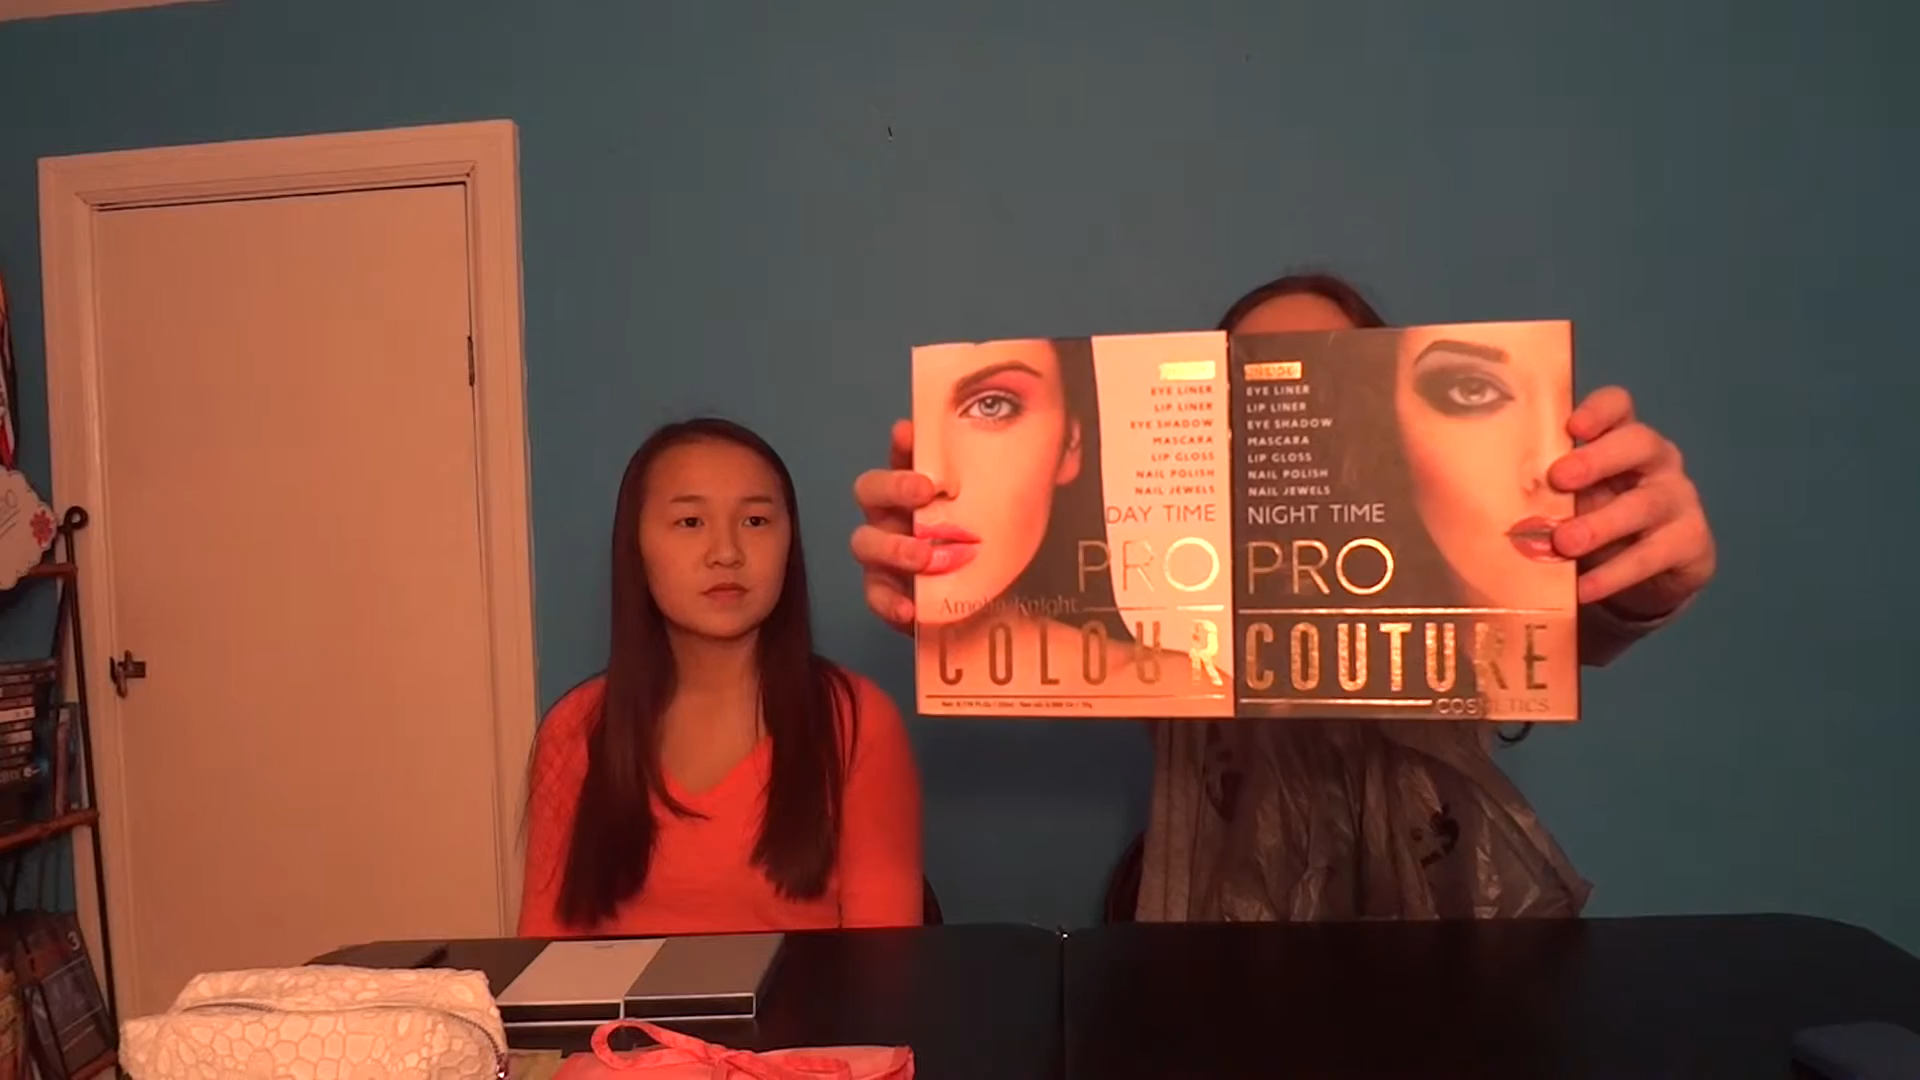 EYE LINER
LIP LINER
EYE SHADOW
MASCARA
LIP GLOSS
NAIL POLISH
NAIL JEWELS
DAY TIME
PRO
Amelia Knight
COLOUR
INSIDE:
EYE LINER
LIP LINER
EYE SHADOW
MASCARA
LIP GLOSS
NAIL POLISH
NAIL JEWELS
NIGHT TIME
PRO
COUTURE
COSMETICS
3